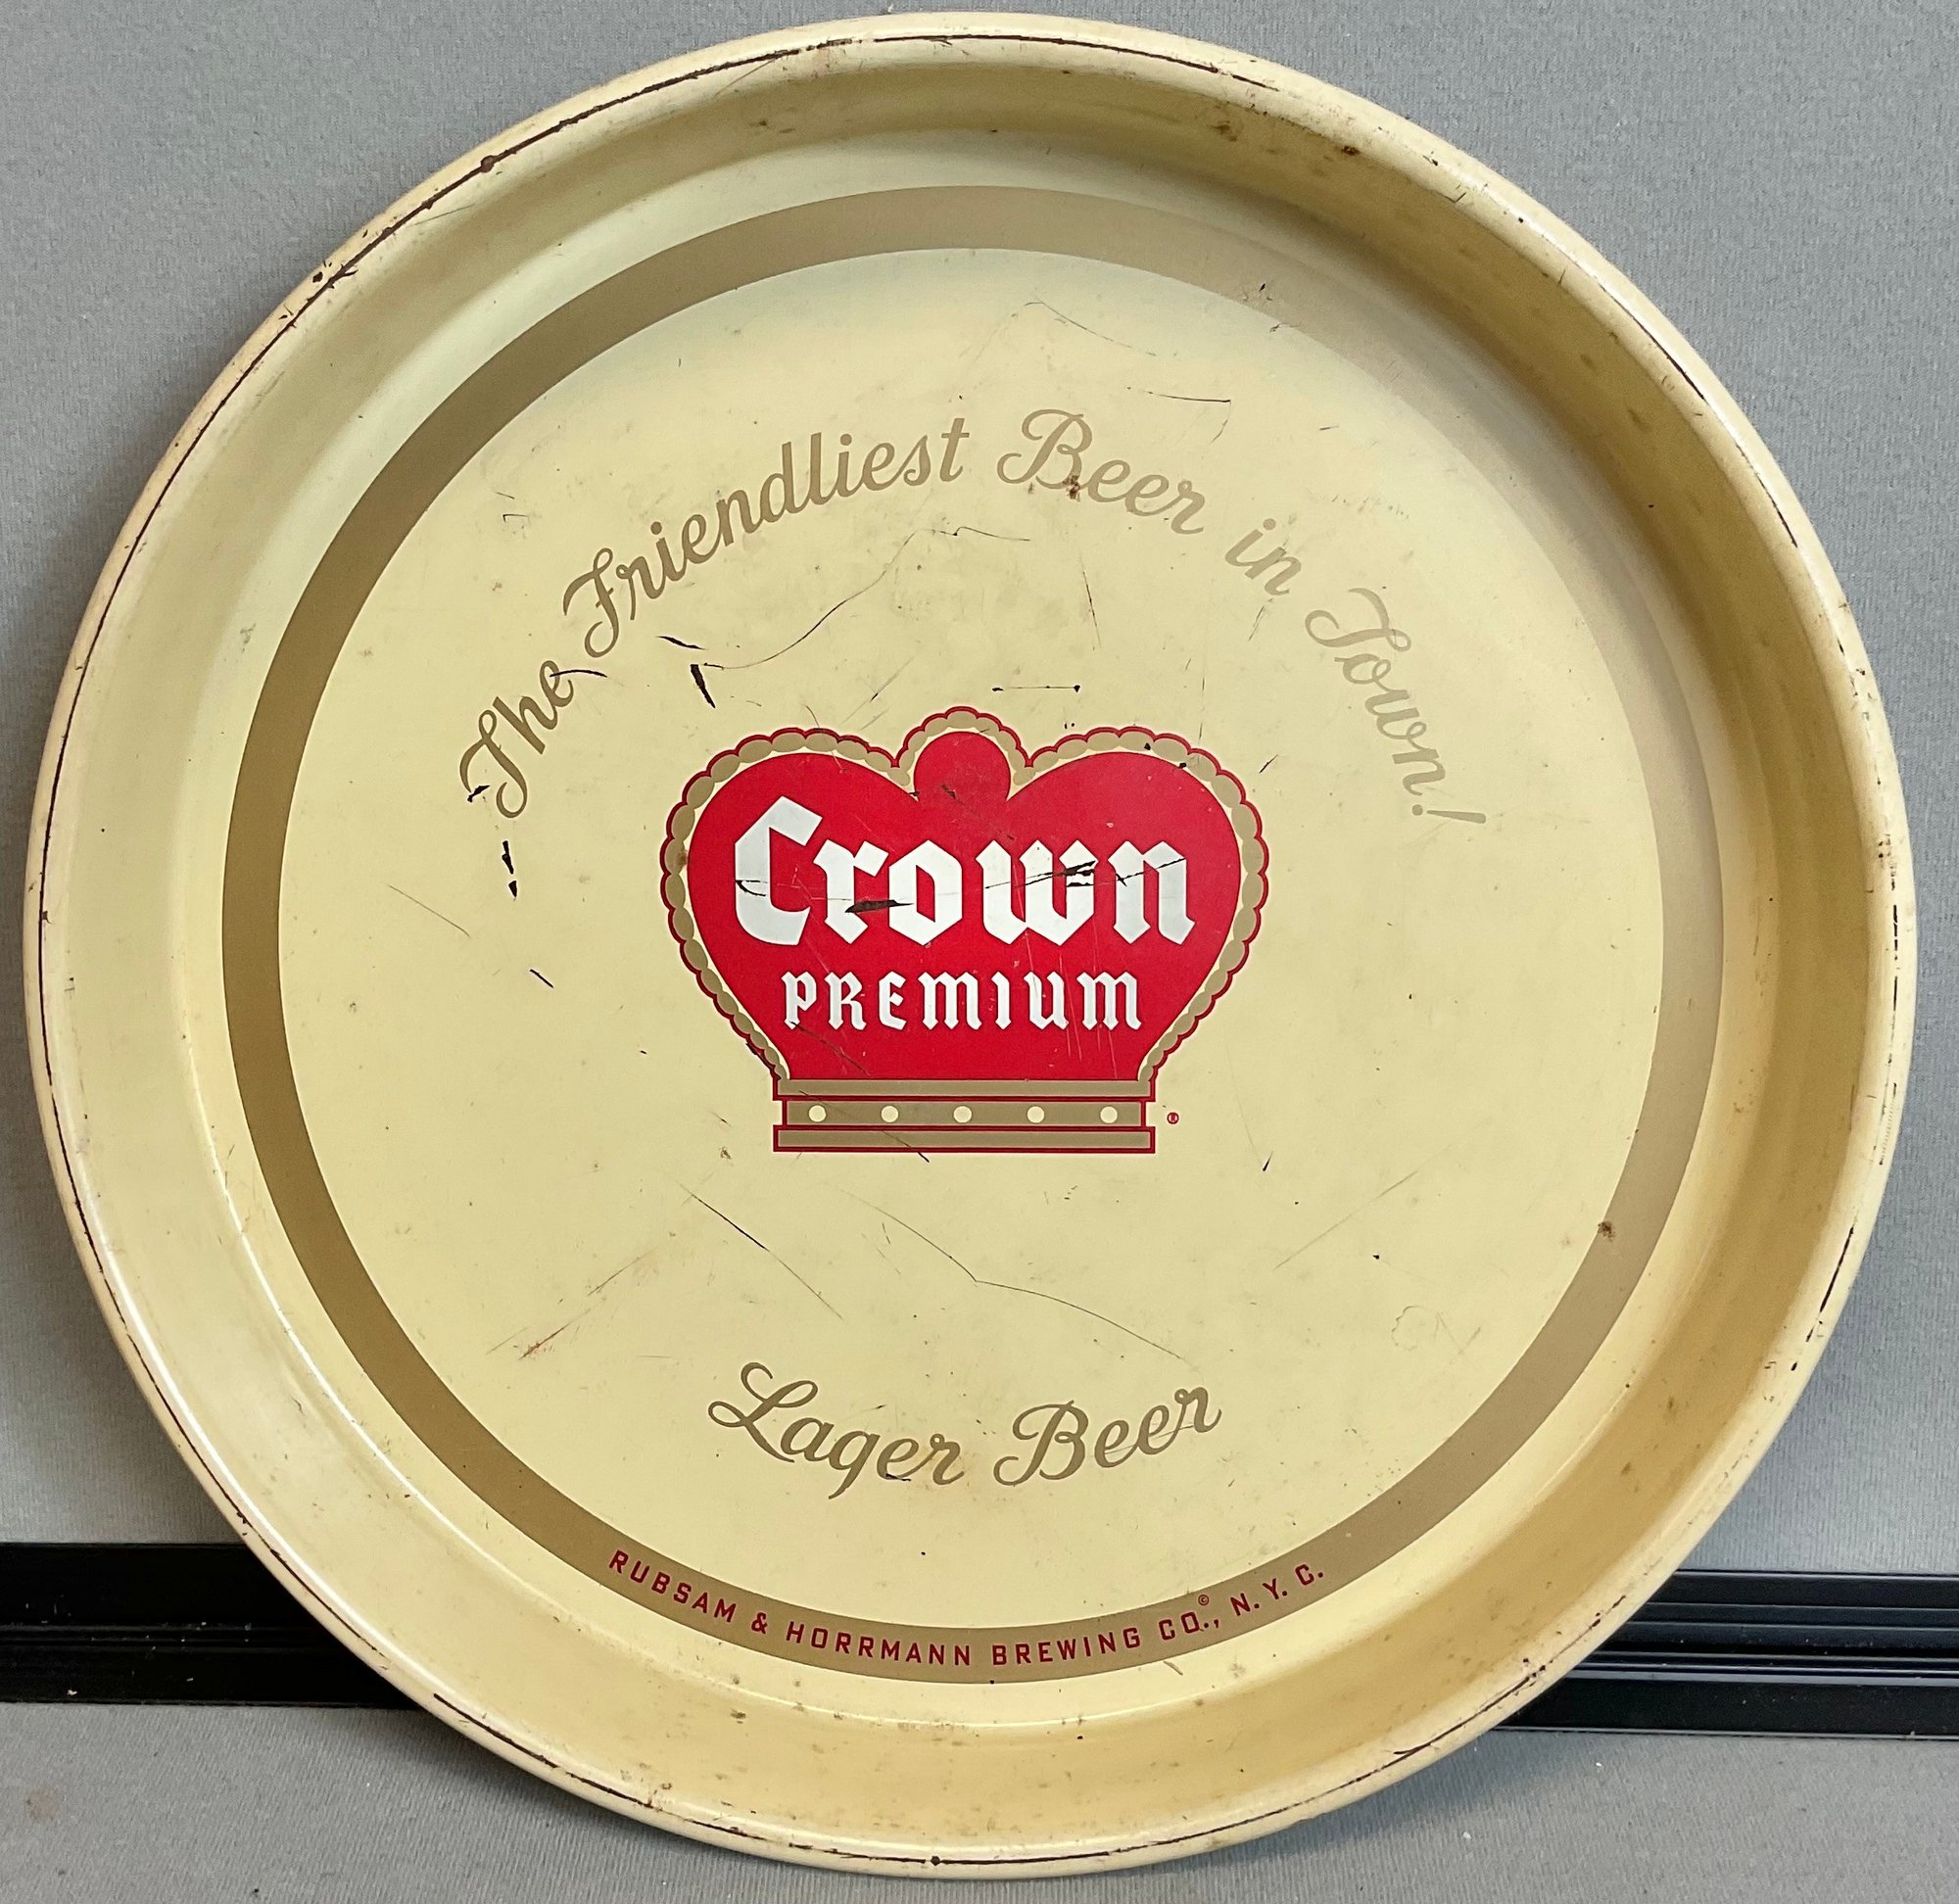 The Friendliest Beer in Town!
Crown
PREMIUM
®
Lager Beer
RUBSAM & HORRMANN BREWING CO.©, N. Y. C.